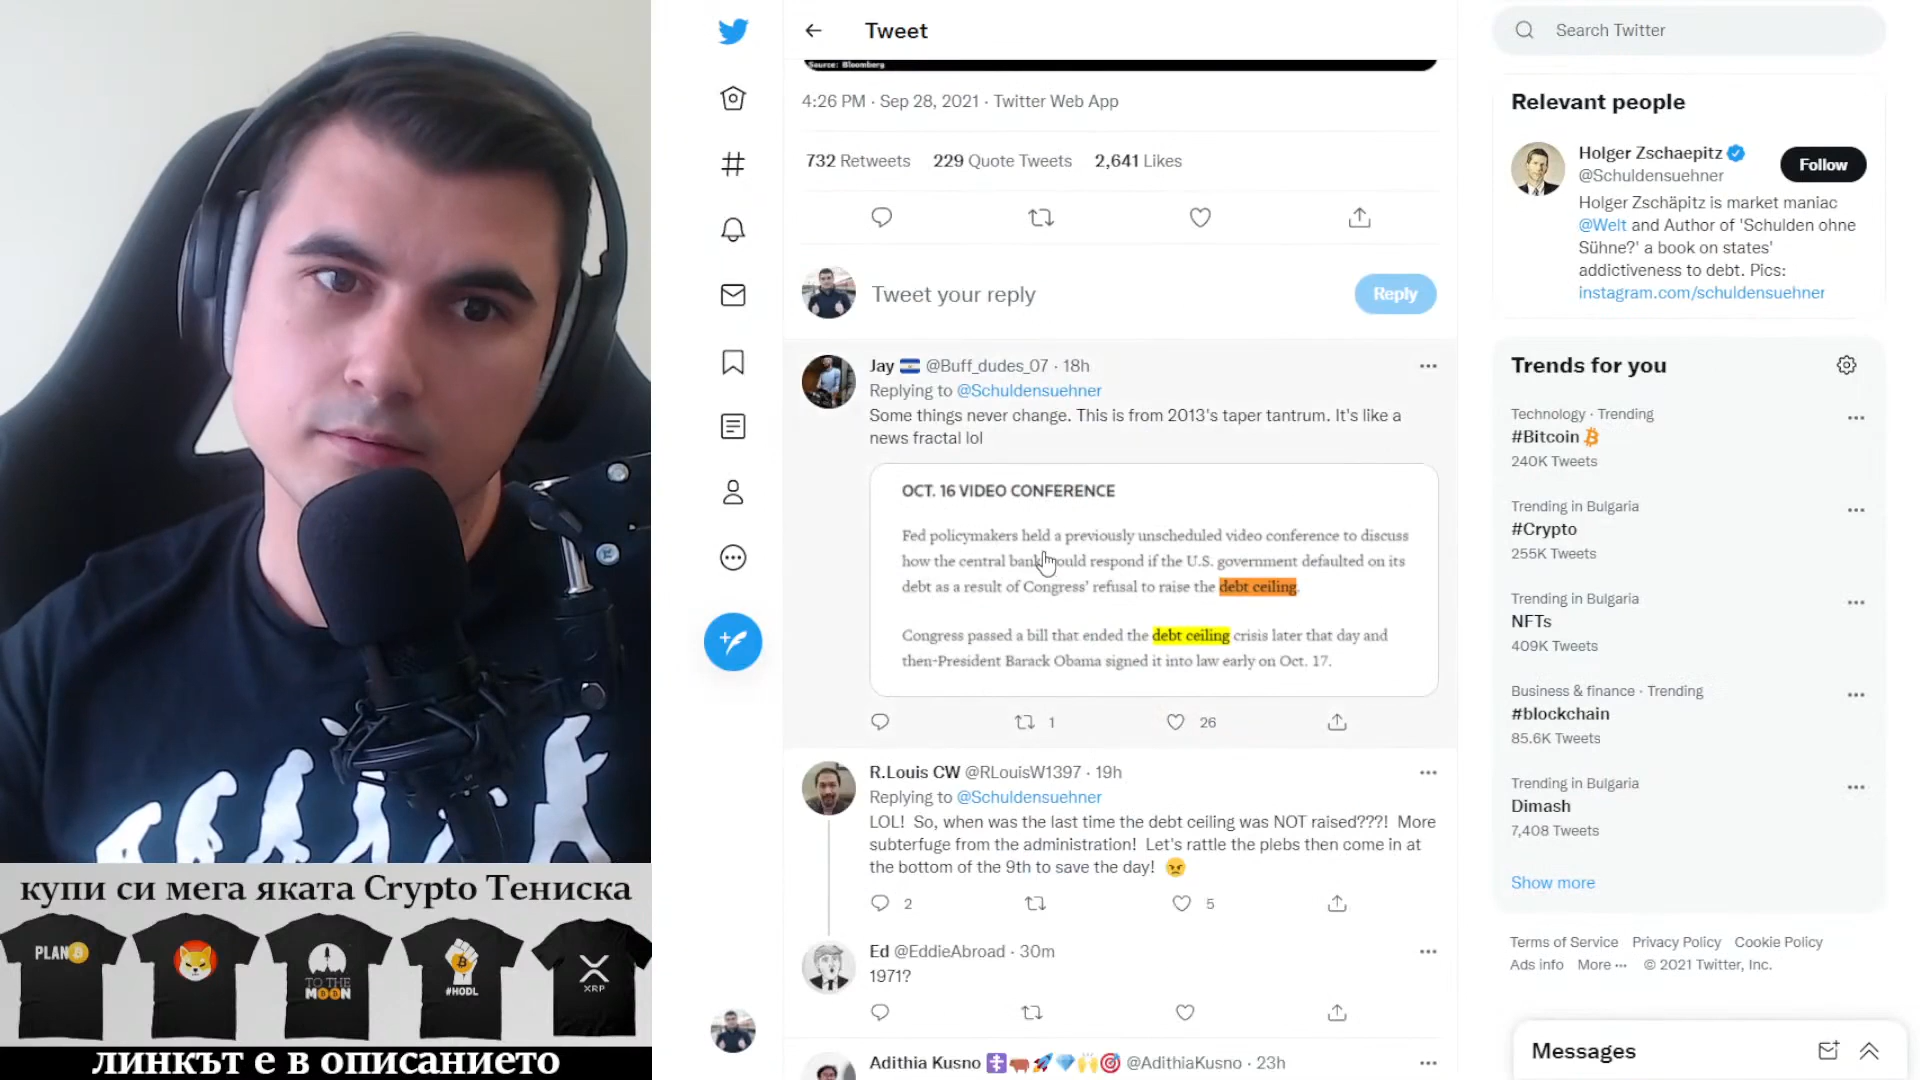 Tweet
Source: Bloomberg
4:26 PM · Sep 28, 2021 · Twitter Web App
732 Retweets 229 Quote Tweets 2,641 Likes
Tweet your reply
Reply
Jay @Buff_dudes_07 · 18h
Replying to @Schuldensuehner
Some things never change. This is from 2013's taper tantrum. It's like a
news fractal lol
OCT. 16 VIDEO CONFERENCE
Fed policymakers held a previously unscheduled video conference to discuss
how the central bank would respond if the U.S. government defaulted on its
debt as a result of Congress' refusal to raise the debt ceiling.
Congress passed a bill that ended the debt ceiling crisis later that day and
then-President Barack Obama signed it into law early on Oct. 17.
1 26
R.Louis CW @RLouisW1397 · 19h
Replying to @Schuldensuehner
LOL! So, when was the last time the debt ceiling was NOT raised???! More
subterfuge from the administration! Let's rattle the plebs then come in at
the bottom of the 9th to save the day! 😠
2 5
Ed @EddieAbroad · 30m
1971?
Adithia Kusno @AdithiaKusno · 23h
Search Twitter
Relevant people
Holger Zschaepitz
@Schuldensuehner
Follow
Holger Zschäpitz is market maniac
@Welt and Author of 'Schulden ohne
Sühne?' a book on states'
addictiveness to debt. Pics:
instagram.com/schuldensuehner
Trends for you
Technology · Trending
#Bitcoin
240K Tweets
Trending in Bulgaria
#Crypto
255K Tweets
Trending in Bulgaria
NFTs
409K Tweets
Business & finance · Trending
#blockchain
85.6K Tweets
Trending in Bulgaria
Dimash
7,408 Tweets
Show more
Terms of Service Privacy Policy Cookie Policy
Ads info More ··· © 2021 Twitter, Inc.
Messages
купи си мега яката Crypto Тениска
PLAN B
TO THE
MOON
#HODL
XRP
линкът е в описанието